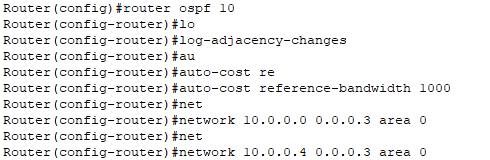 Router(config)#router ospf 10
Router(config-router)#lo
Router(config-router)#log-adjacency-changes
Router(config-router)#au
Router(config-router)#auto-cost re
Router(config-router)#auto-cost reference-bandwidth 1000
Router(config-router)#net
Router(config-router)#network 10.0.0.0 0.0.0.3 area 0
Router(config-router)#net
Router(config-router)#network 10.0.0.4 0.0.0.3 area 0